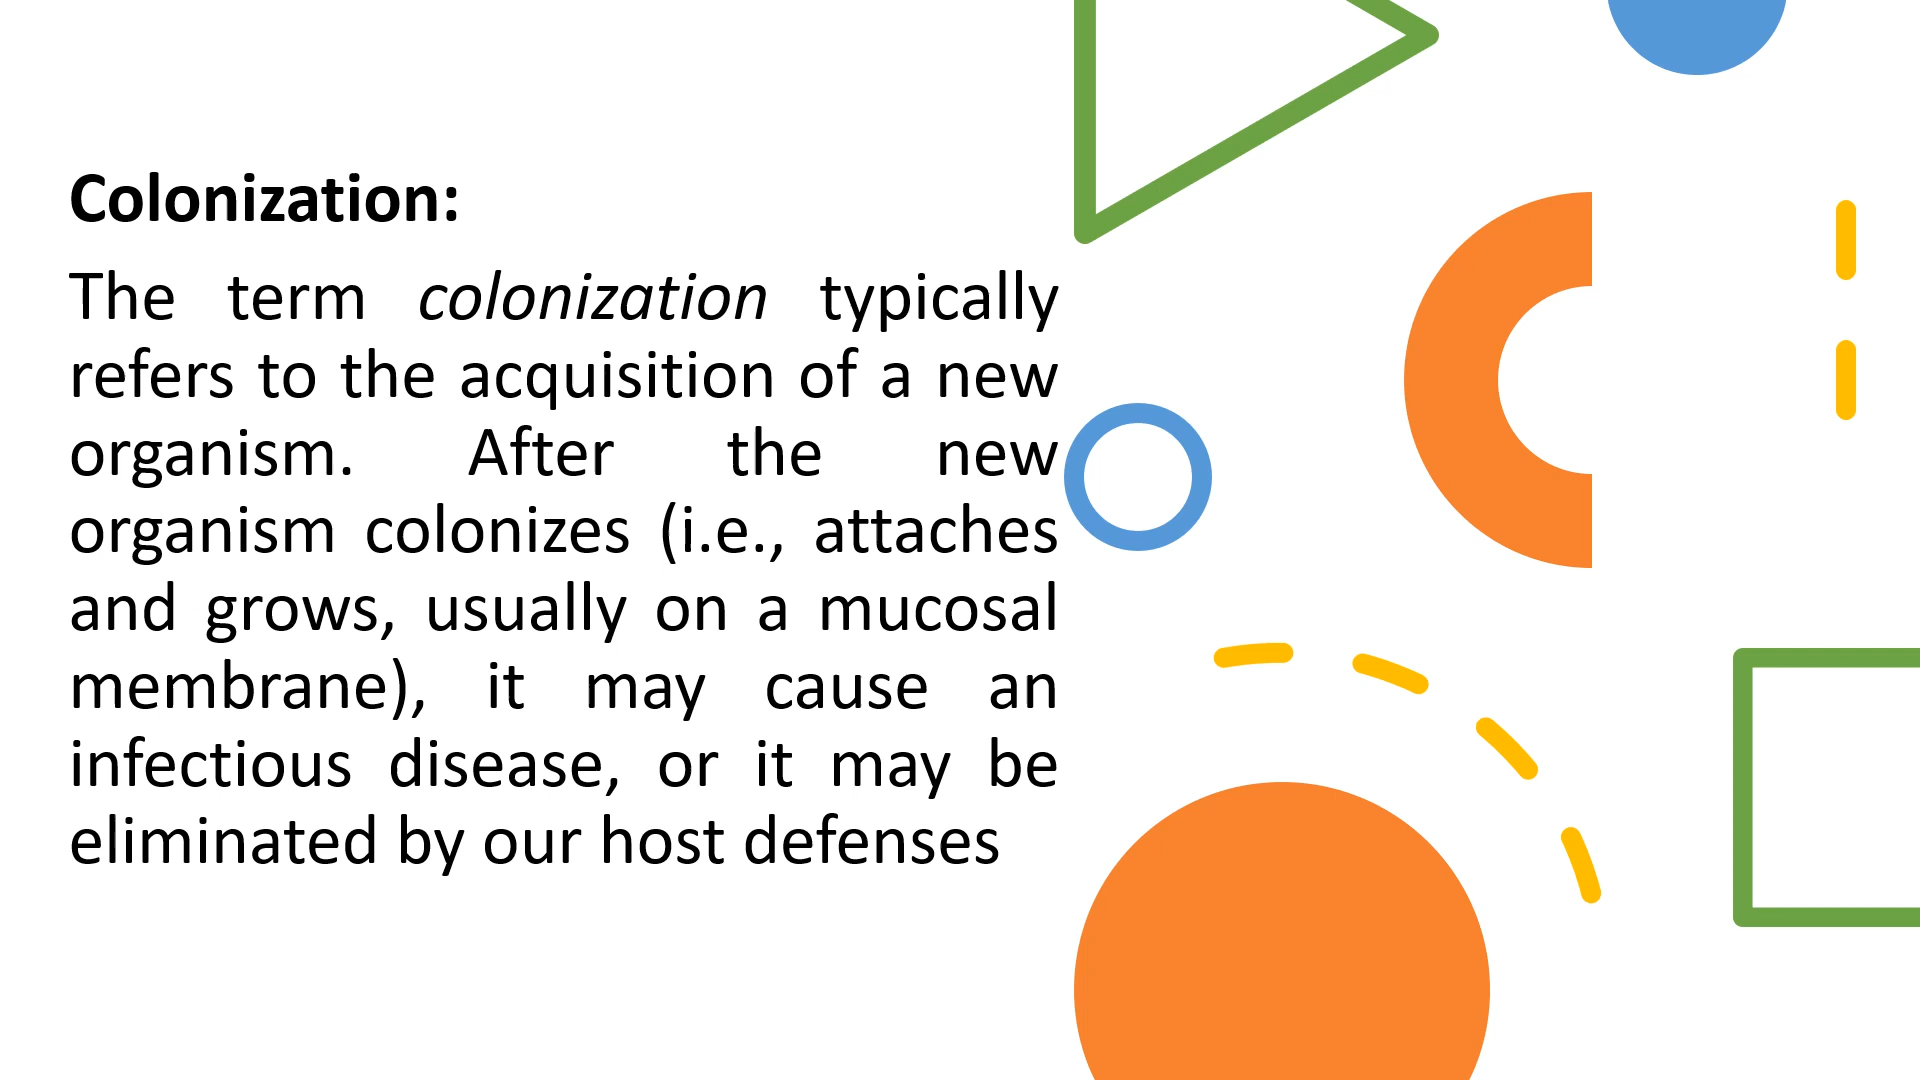 Colonization:
The term colonization typically
refers to the acquisition of a new
organism. After the new
organism colonizes (i.e., attaches
and grows, usually on a mucosal
membrane), it may cause an
infectious disease, or it may be
eliminated by our host defenses